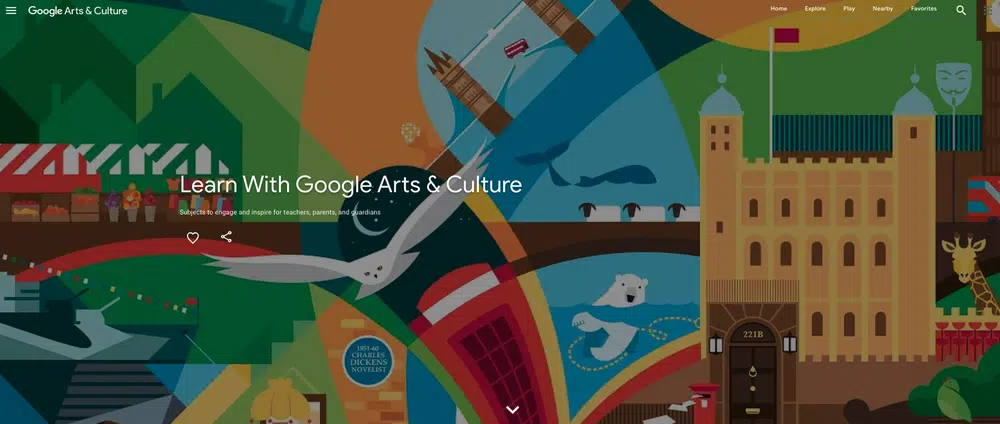 Google Arts & Culture
Home Explore Play Nearby Favorites
Learn With Google Arts & Culture
Subjects to engage and inspire for teachers, parents, and guardians
221B
1851-60
CHARLES
DICKENS
NOVELIST